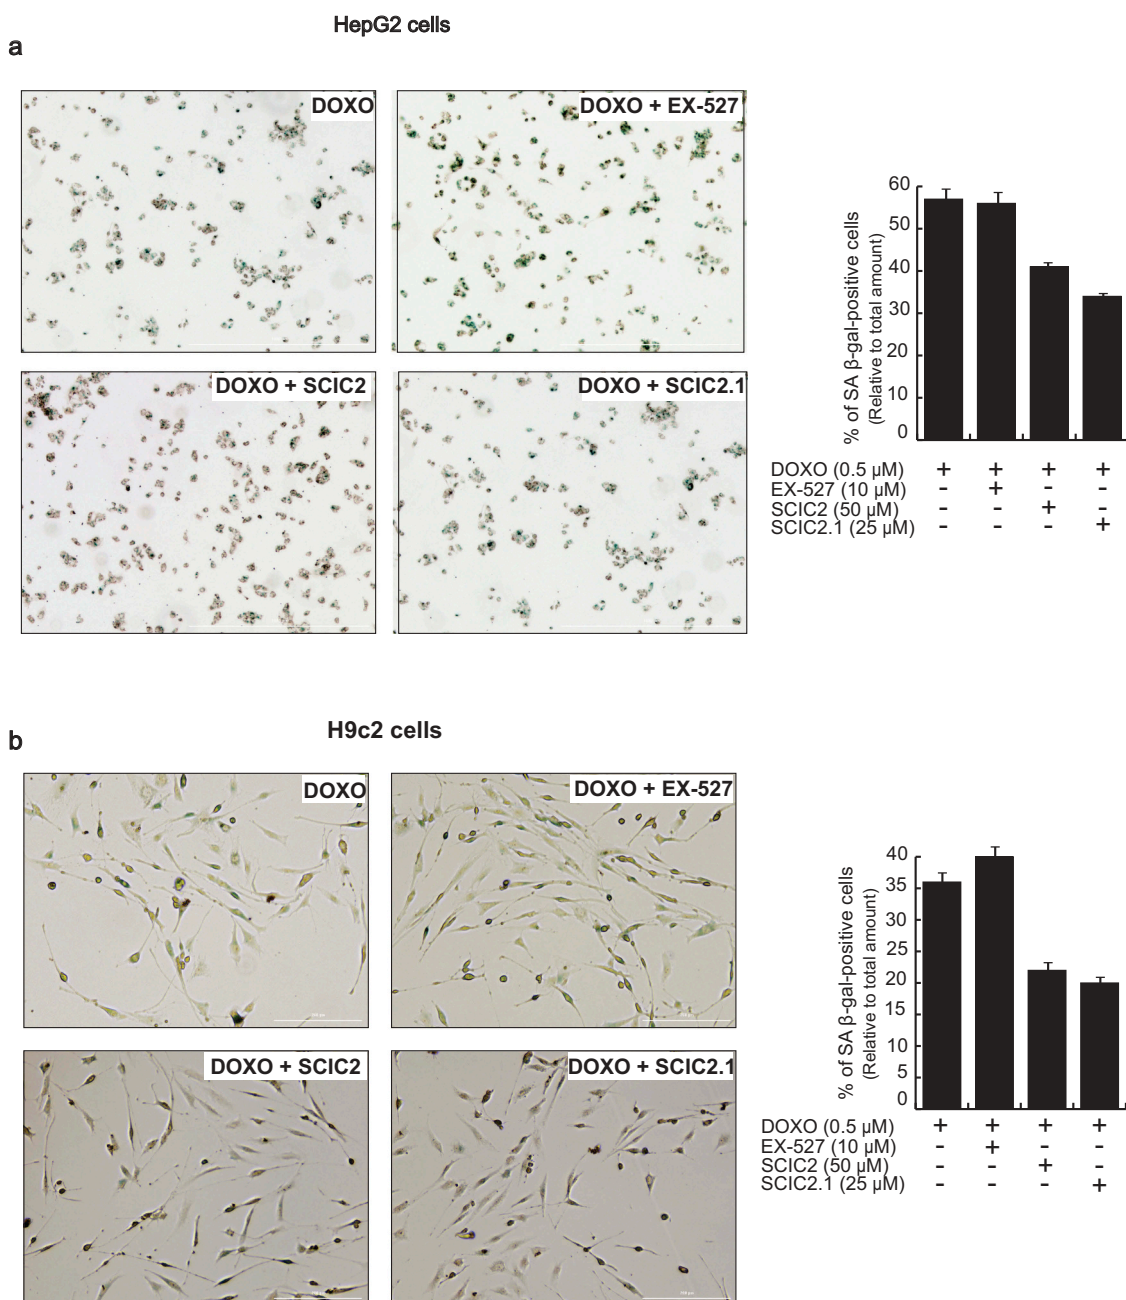 HepG2 cells
a
DOXO
DOXO + EX-527
DOXO + SCIC2
DOXO + SCIC2.1
% of SA β-gal-positive cells
(Relative to total amount)
60
50
40
30
20
10
0
DOXO (0.5 µM) + + + +
EX-527 (10 µM) - + - -
SCIC2 (50 µM) - - + -
SCIC2.1 (25 µM) - - - +
H9c2 cells
b
DOXO
DOXO + EX-527
DOXO + SCIC2
DOXO + SCIC2.1
% of SA β-gal-positive cells
(Relative to total amount)
40
35
30
25
20
15
10
5
0
DOXO (0.5 µM) + + + +
EX-527 (10 µM) - + - -
SCIC2 (50 µM) - - + -
SCIC2.1 (25 µM) - - - +